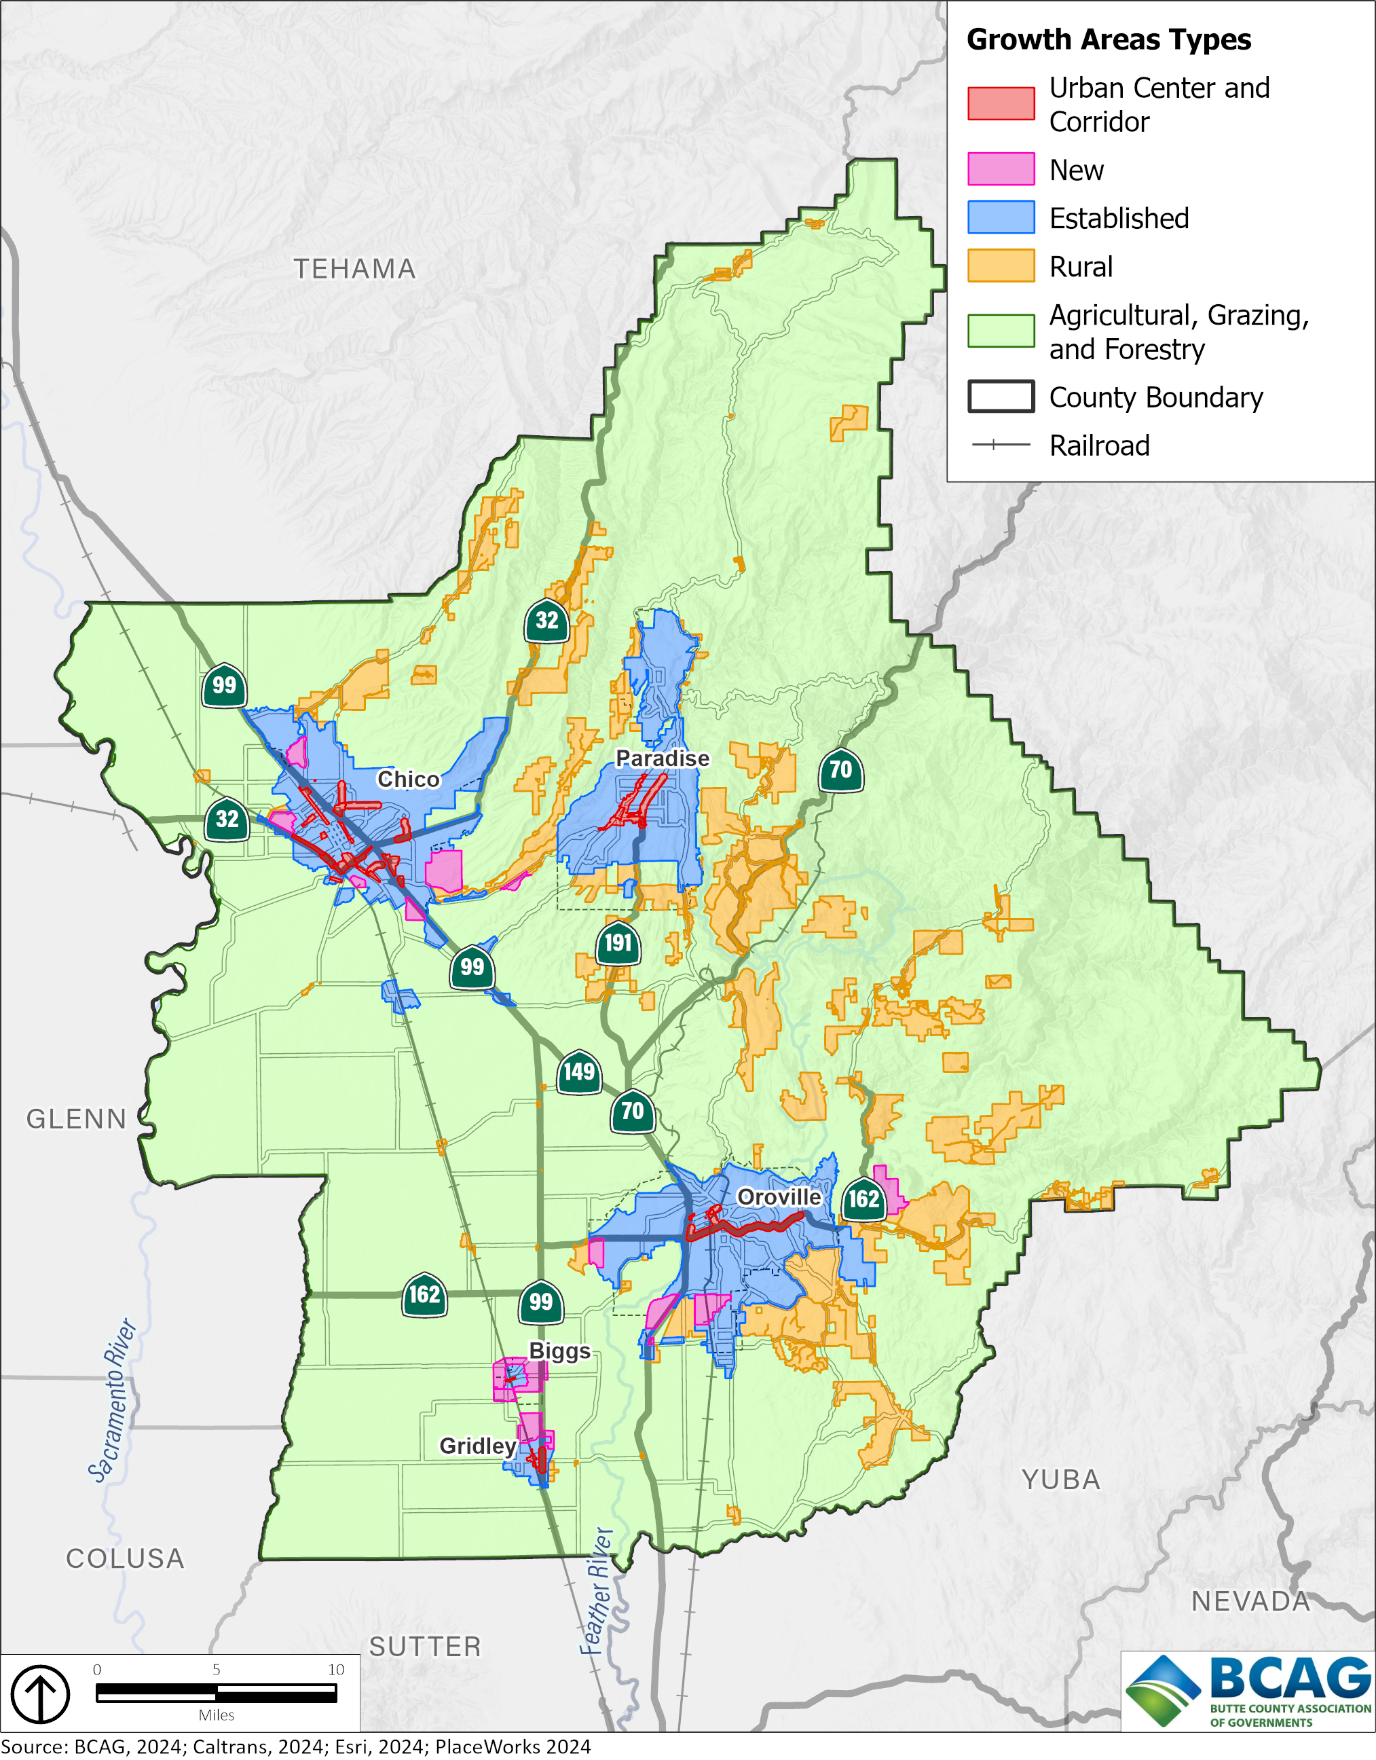 Growth Areas Types
Urban Center and
Corridor
New
Established
Rural
Agricultural, Grazing,
and Forestry
County Boundary
Railroad
TEHAMA
32
99
Paradise
Chico
70
32
191
99
149
70
GLENN
Oroville
162
162
99
Biggs
Sacramento River
Gridley
YUBA
COLUSA
Feather River
NEVADA
SUTTER
0 5 10
Miles
BCAG
BUTTE COUNTY ASSOCIATION
OF GOVERNMENTS
Source: BCAG, 2024; Caltrans, 2024; Esri, 2024; PlaceWorks 2024